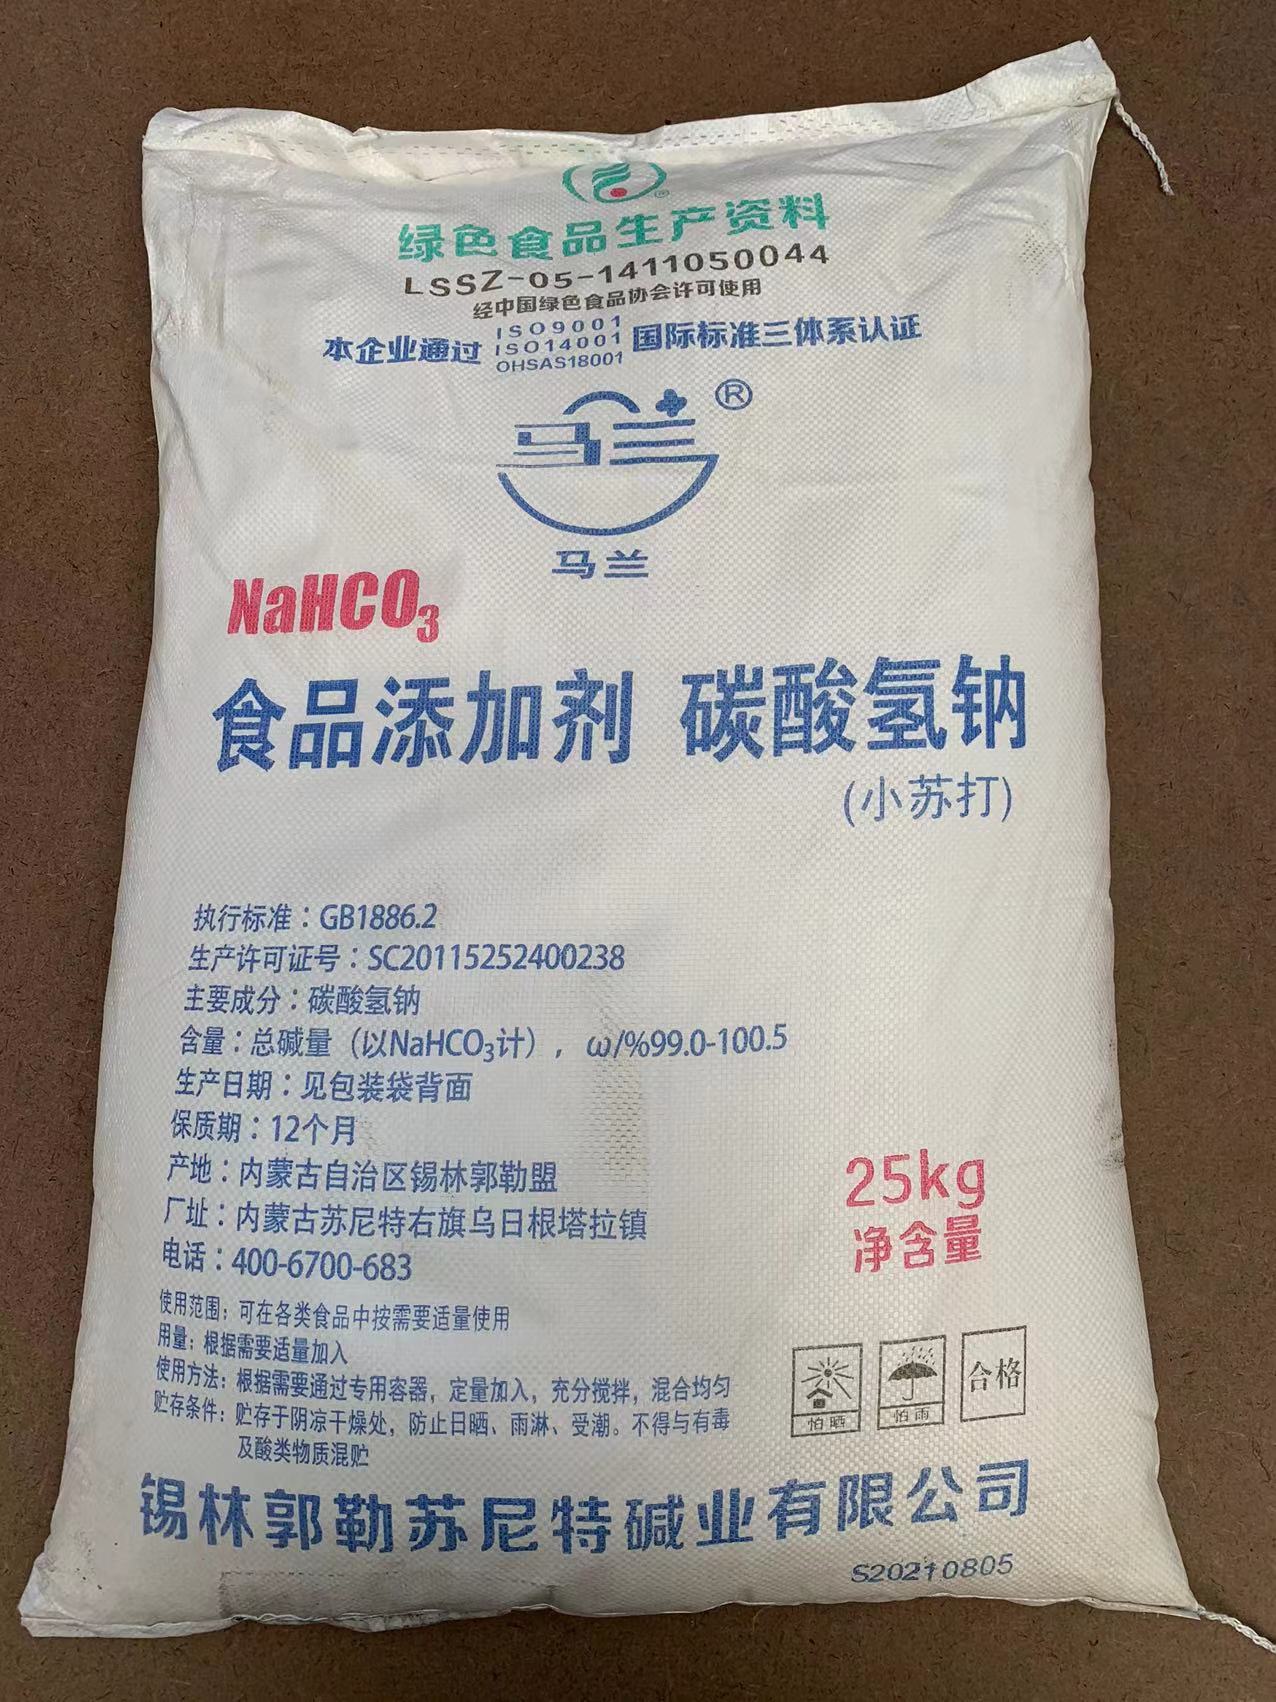 绿色食品生产资料
LSSZ-05-1411050044
经中国绿色食品协会许可使用
本企业通过 ISO9001 ISO14001 OHSAS18001 国际标准三体系认证
马兰®
马兰
NaHCO₃
食品添加剂 碳酸氢钠
(小苏打)
执行标准：GB1886.2
生产许可证号：SC20115252400238
主要成分：碳酸氢钠
含量：总碱量（以NaHCO₃计），ω/%99.0-100.5
生产日期：见包装袋背面
保质期：12个月
产地：内蒙古自治区锡林郭勒盟
厂址：内蒙古苏尼特右旗乌日根塔拉镇
电话：400-6700-683
25kg
净含量
使用范围：可在各类食品中按需要适量使用
用量：根据需要适量加入
使用方法：根据需要通过专用容器，定量加入，充分搅拌，混合均匀
贮存条件：贮存于阴凉干燥处，防止日晒、雨淋、受潮。不得与有毒
及酸类物质混贮
怕晒
怕雨
合格
锡林郭勒苏尼特碱业有限公司
S20210805